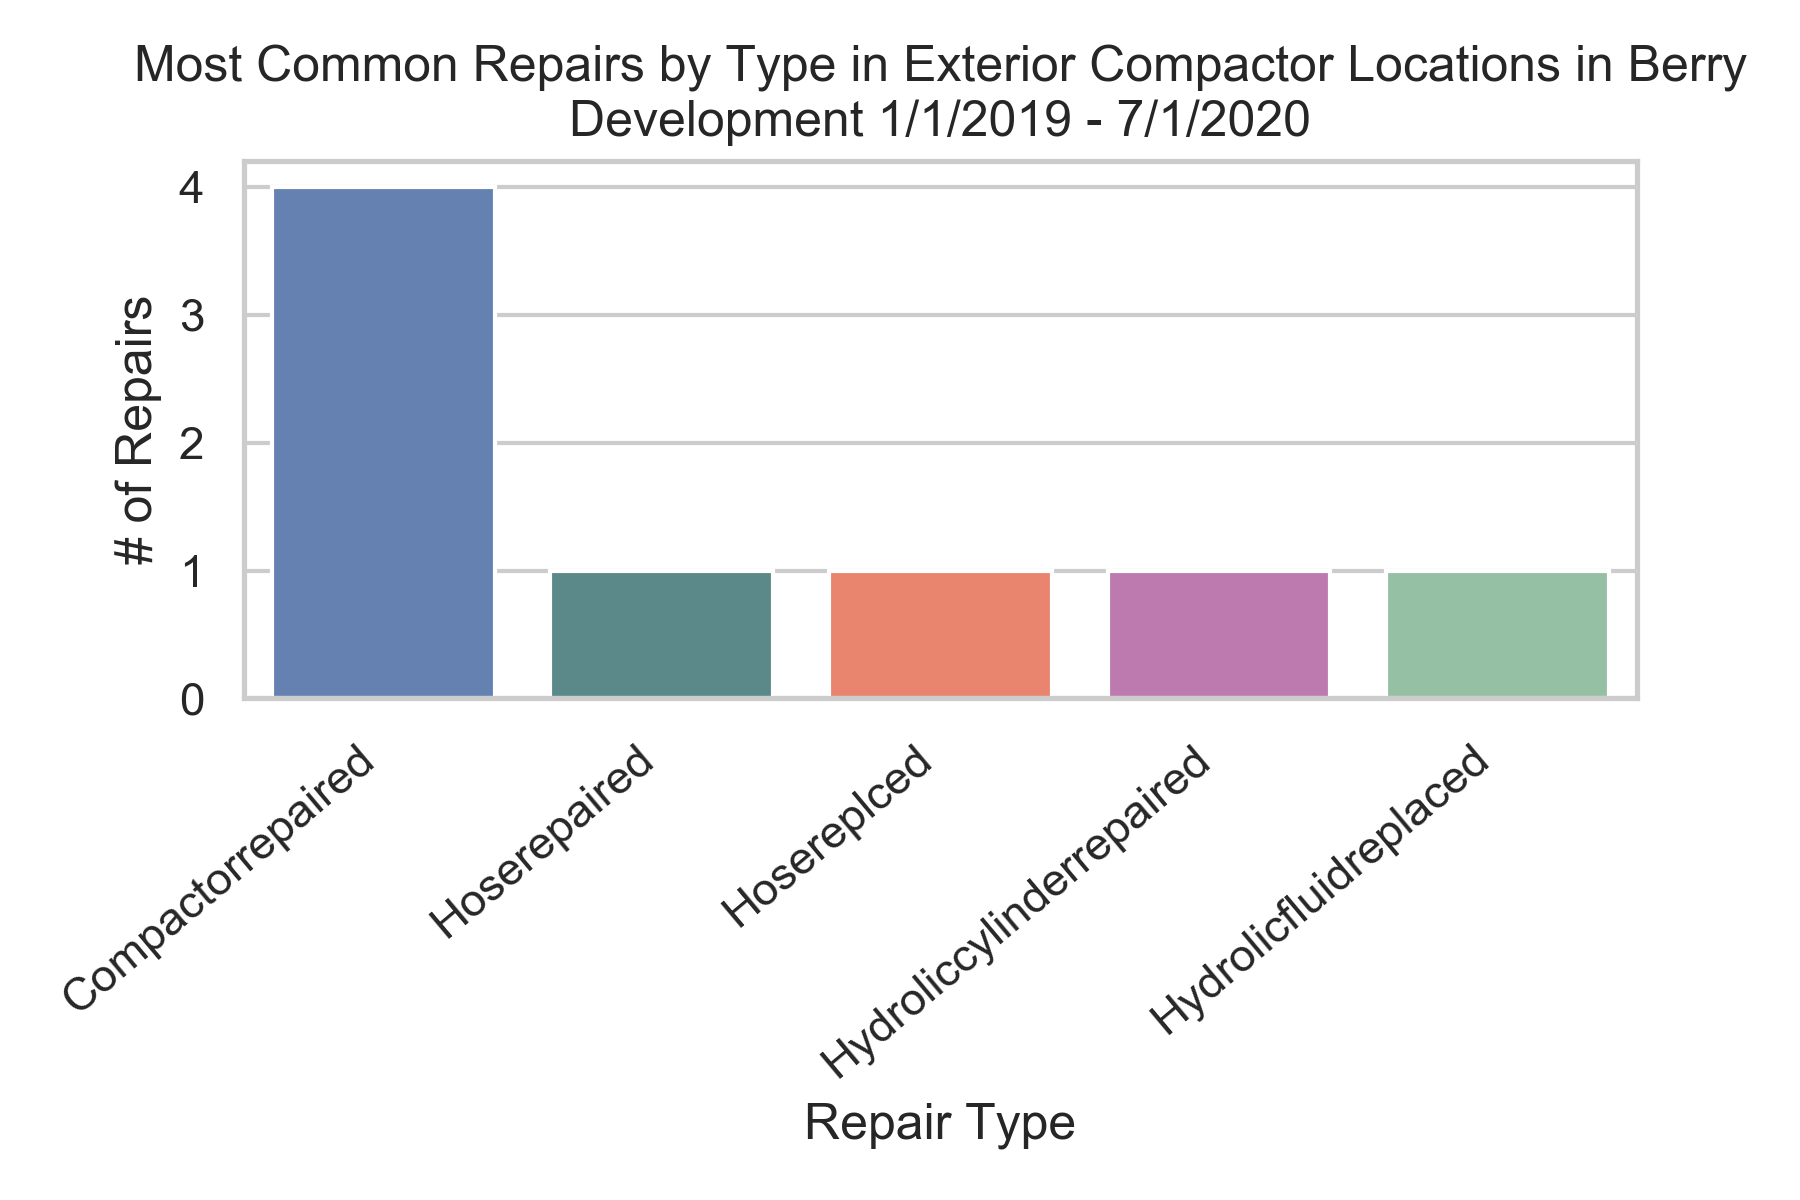 Most Common Repairs by Type in Exterior Compactor Locations in Berry
Development 1/1/2019 - 7/1/2020
# of Repairs
4
3
2
1
0
Compactorrepaired
Hoserepaired
Hosereplced
Hydroliccylinderrepaired
Hydrolicfluidreplaced
Repair Type